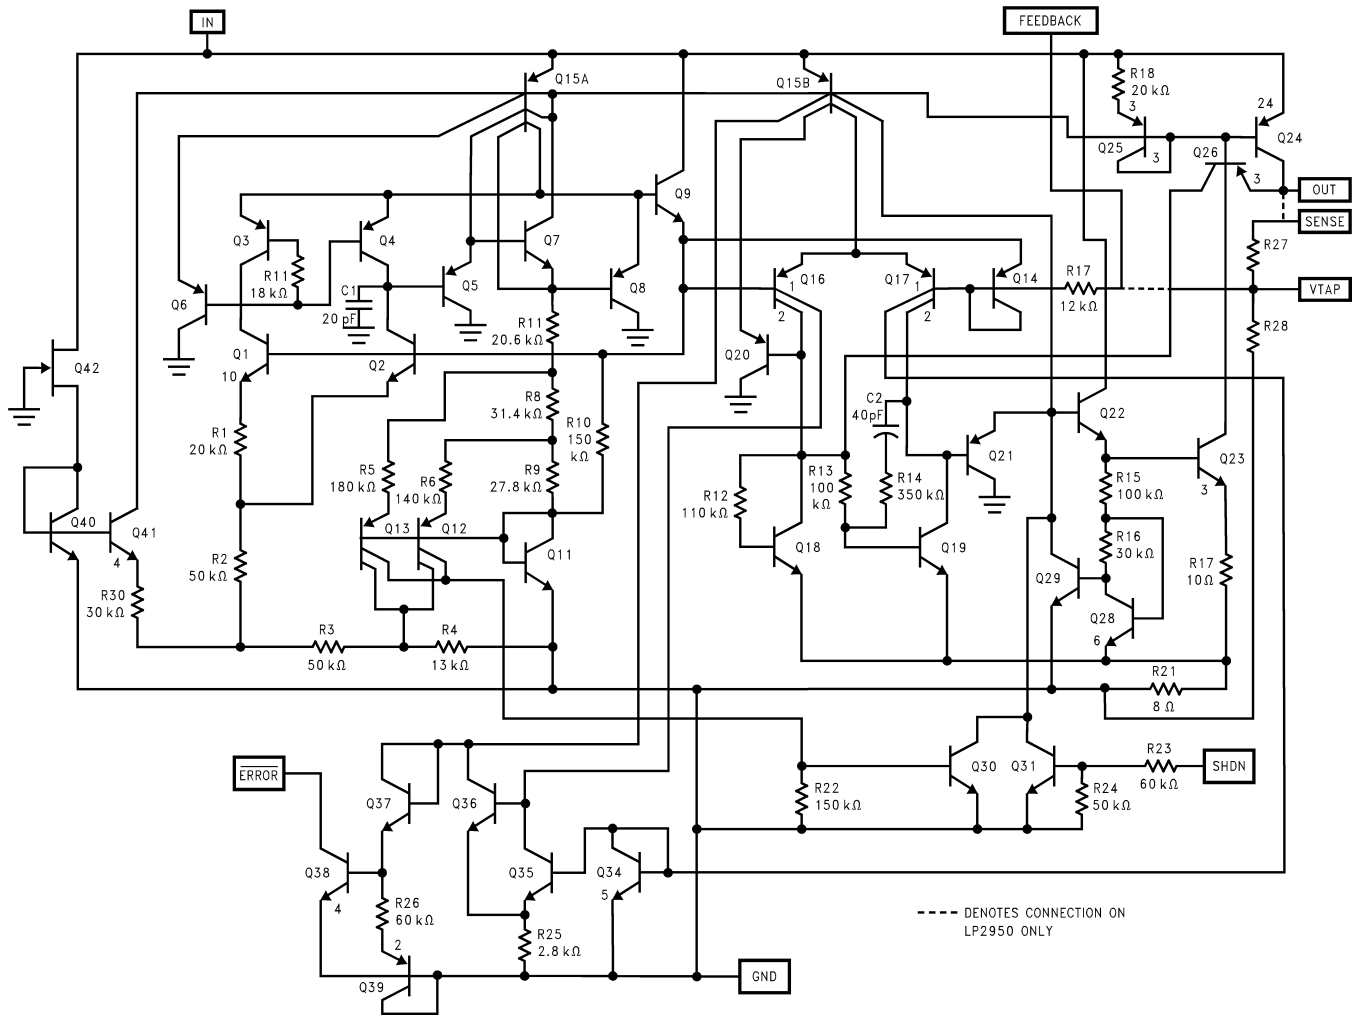 IN
FEEDBACK
Q15A
Q15B
R18
20 kΩ
3
24
Q25
3
Q26
Q24
3
OUT
SENSE
Q9
Q3
Q4
Q7
R27
R11
18 kΩ
C1
20 pF
Q5
Q8
Q6
Q16
1
2
Q17
1
2
Q14
R17
12 kΩ
VTAP
R11
20.6 kΩ
R28
Q42
Q1
10
Q2
Q20
R8
31.4 kΩ
R10
150
kΩ
C2
40pF
Q22
R1
20 kΩ
R5
180 kΩ
R6
140 kΩ
R9
27.8 kΩ
Q21
Q23
3
R12
110 kΩ
R13
100
kΩ
R14
350 kΩ
R15
100 kΩ
Q40
Q41
4
Q13
Q12
Q11
Q18
Q19
R16
30 kΩ
R2
50 kΩ
R30
30 kΩ
Q29
R17
10Ω
Q28
6
R3
50 kΩ
R4
13 kΩ
R21
8 Ω
ERROR
Q37
Q36
R22
150 kΩ
Q30
Q31
R23
60 kΩ
SHDN
R24
50 kΩ
Q38
4
Q35
Q34
5
R26
60 kΩ
R25
2.8 kΩ
2
Q39
GND
DENOTES CONNECTION ON
LP2950 ONLY